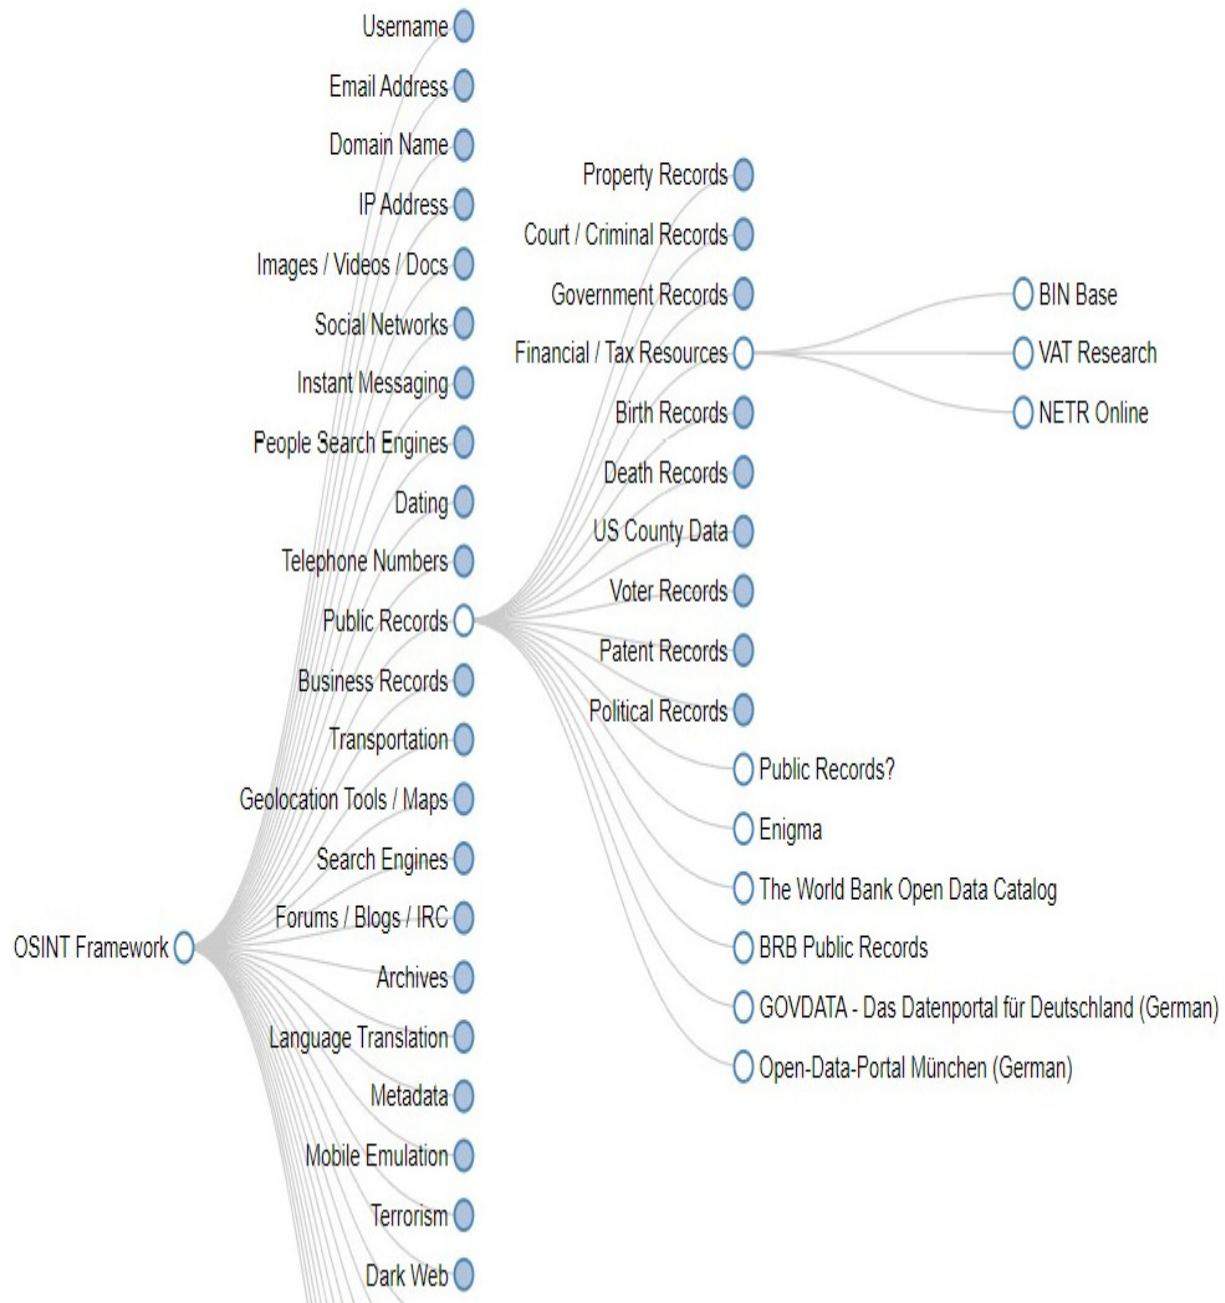 Username
Email Address
Domain Name
IP Address
Images / Videos / Docs
Social Networks
Instant Messaging
People Search Engines
Dating
Telephone Numbers
Public Records
Business Records
Transportation
Geolocation Tools / Maps
Search Engines
Forums / Blogs / IRC
OSINT Framework
Archives
Language Translation
Metadata
Mobile Emulation
Terrorism
Dark Web
Property Records
Court / Criminal Records
Government Records
Financial / Tax Resources
Birth Records
Death Records
US County Data
Voter Records
Patent Records
Political Records
Public Records?
Enigma
The World Bank Open Data Catalog
BRB Public Records
GOVDATA - Das Datenportal für Deutschland (German)
Open-Data-Portal München (German)
BIN Base
VAT Research
NETR Online